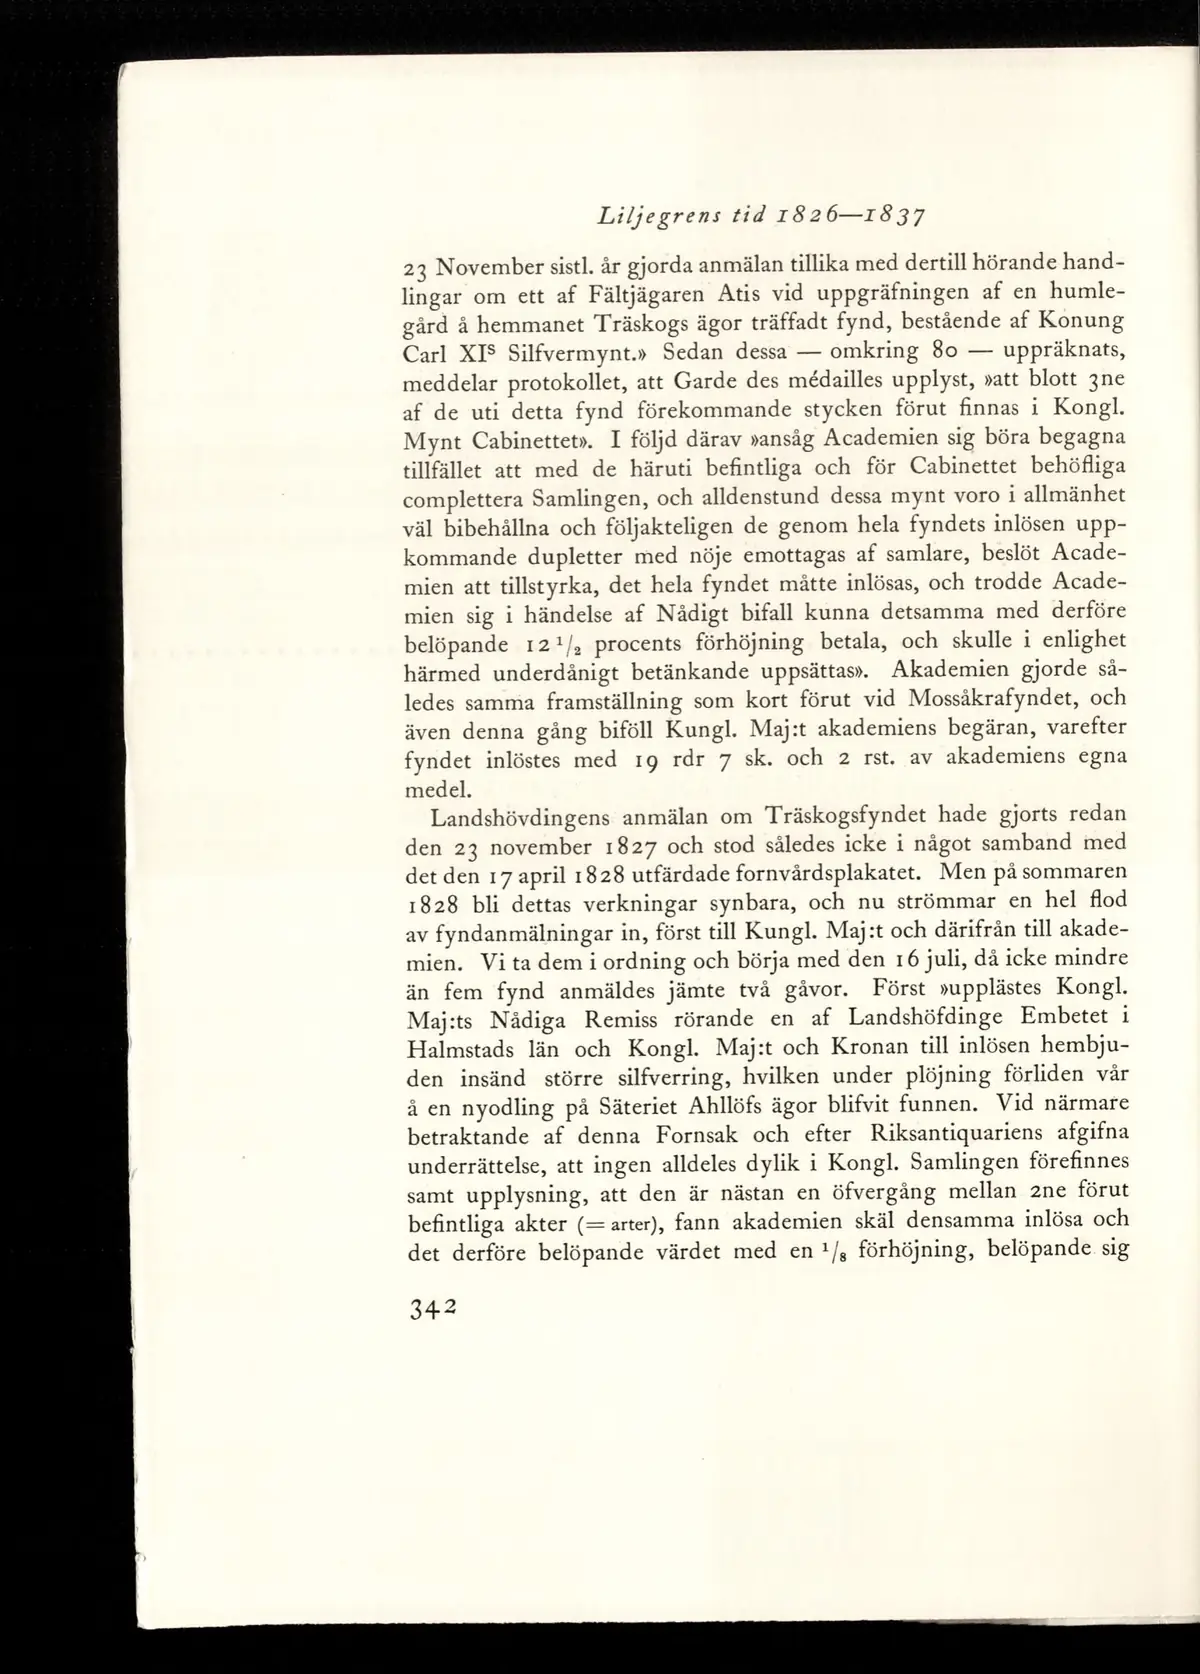 Liljegrens tid 1826—1837
23 November sistl. år gjorda anmälan tillika med dertill hörande hand-
lingar om ett af Fältjägaren Atis vid uppgräfningen af en humle-
gård å hemmanet Träskogs ägor träffadt fynd, bestående af Konung
Carl XIˢ Silfvermynt.» Sedan dessa — omkring 80 — uppräknats,
meddelar protokollet, att Garde des médailles upplyst, »att blott 3ne
af de uti detta fynd förekommande stycken förut finnas i Kongl.
Mynt Cabinettet». I följd därav »ansåg Academien sig böra begagna
tillfället att med de häruti befintliga och för Cabinettet behöfliga
complettera Samlingen, och alldenstund dessa mynt voro i allmänhet
väl bibehållna och följakteligen de genom hela fyndets inlösen upp-
kommande dupletter med nöje emottagas af samlare, beslöt Acade-
mien att tillstyrka, det hela fyndet måtte inlösas, och trodde Acade-
mien sig i händelse af Nådigt bifall kunna detsamma med derföre
belöpande 12 ¹/₂ procents förhöjning betala, och skulle i enlighet
härmed underdånigt betänkande uppsättas». Akademien gjorde så-
ledes samma framställning som kort förut vid Mossåkrafyndet, och
även denna gång biföll Kungl. Maj:t akademiens begäran, varefter
fyndet inlöstes med 19 rdr 7 sk. och 2 rst. av akademiens egna
medel.
Landshövdingens anmälan om Träskogsfyndet hade gjorts redan
den 23 november 1827 och stod således icke i något samband med
det den 17 april 1828 utfärdade fornvårdsplakatet. Men på sommaren
1828 bli dettas verkningar synbara, och nu strömmar en hel flod
av fyndanmälningar in, först till Kungl. Maj:t och därifrån till akade-
mien. Vi ta dem i ordning och börja med den 16 juli, då icke mindre
än fem fynd anmäldes jämte två gåvor. Först »upplästes Kongl.
Maj:ts Nådiga Remiss rörande en af Landshöfdinge Embetet i
Halmstads län och Kongl. Maj:t och Kronan till inlösen hembju-
den insänd större silfverring, hvilken under plöjning förliden vår
å en nyodling på Säteriet Ahllöfs ägor blifvit funnen. Vid närmare
betraktande af denna Fornsak och efter Riksantiquariens afgifna
underrättelse, att ingen alldeles dylik i Kongl. Samlingen förefinnes
samt upplysning, att den är nästan en öfvergång mellan 2ne förut
befintliga akter (= arter), fann akademien skäl densamma inlösa och
det derföre belöpande värdet med en ¹/₈ förhöjning, belöpande sig
342